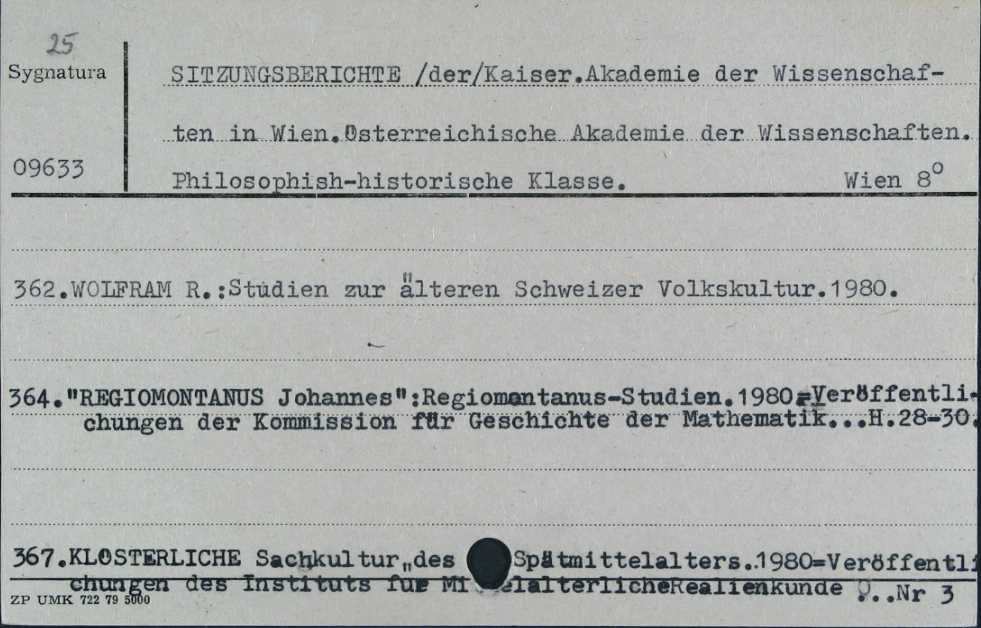 25
Sygnatura
SITZUNGSBERICHTE /der/Kaiser.Akademie der Wissenschaf-
ten in Wien.Österreichische Akademie der Wissenschaften.
09633
Philosophish-historische Klasse. Wien 8°
362.WOLFRAM R.:Studien zur älteren Schweizer Volkskultur.1980.
364."REGIOMONTANUS Johannes":Regiomontanus-Studien.1980=Veröffentli-
chungen der Kommission für Geschichte der Mathematik...H.28-30.
367.KLOSTERLICHE Sachkultur des Spätmittelalters.1980=Veröffentli
chungen des Instituts für Mi elalterlicheRealienkunde ...Nr 3
ZP UMK 722 79 5000